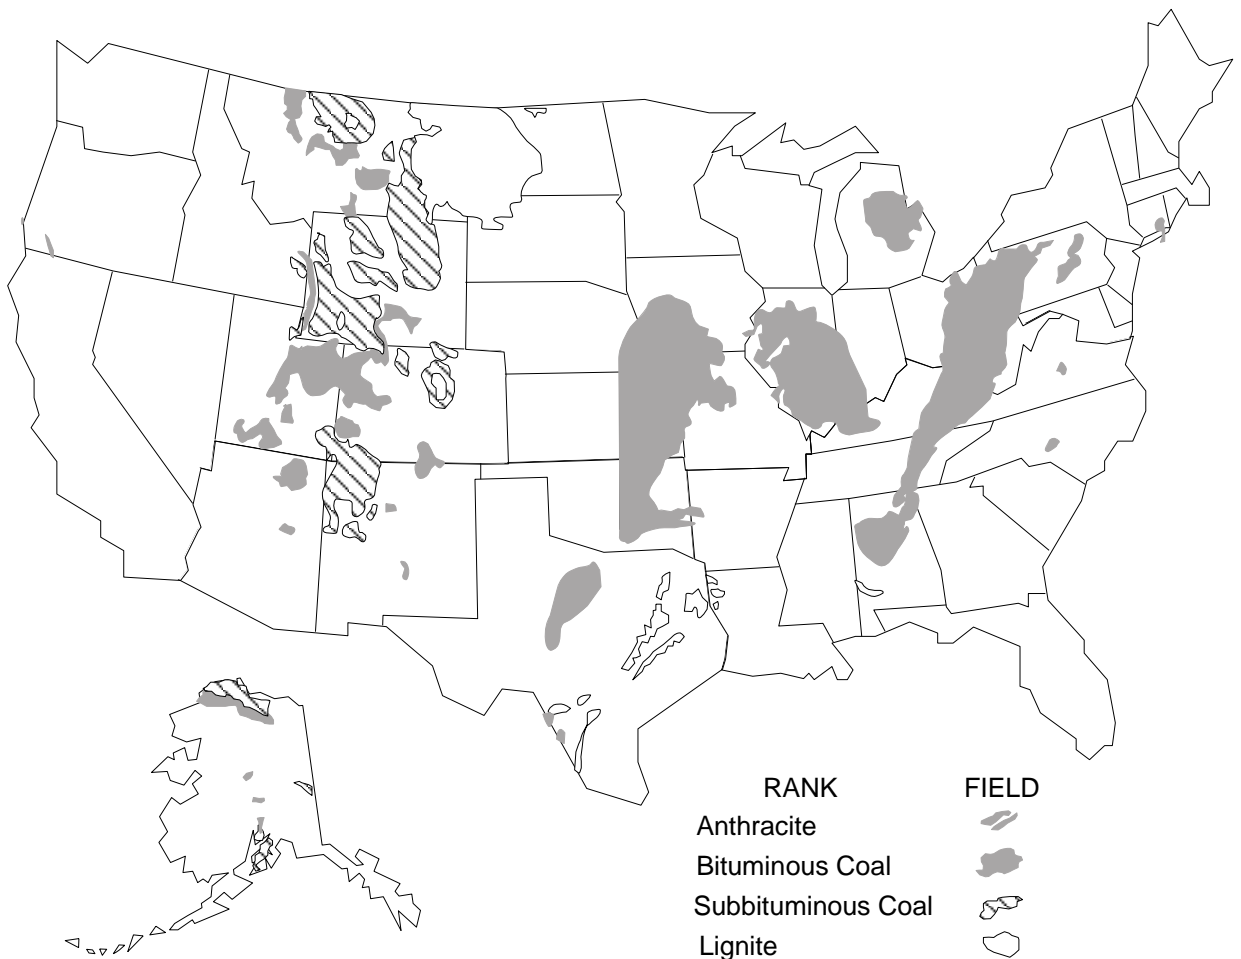 RANK FIELD
Anthracite
Bituminous Coal
Subbituminous Coal
Lignite